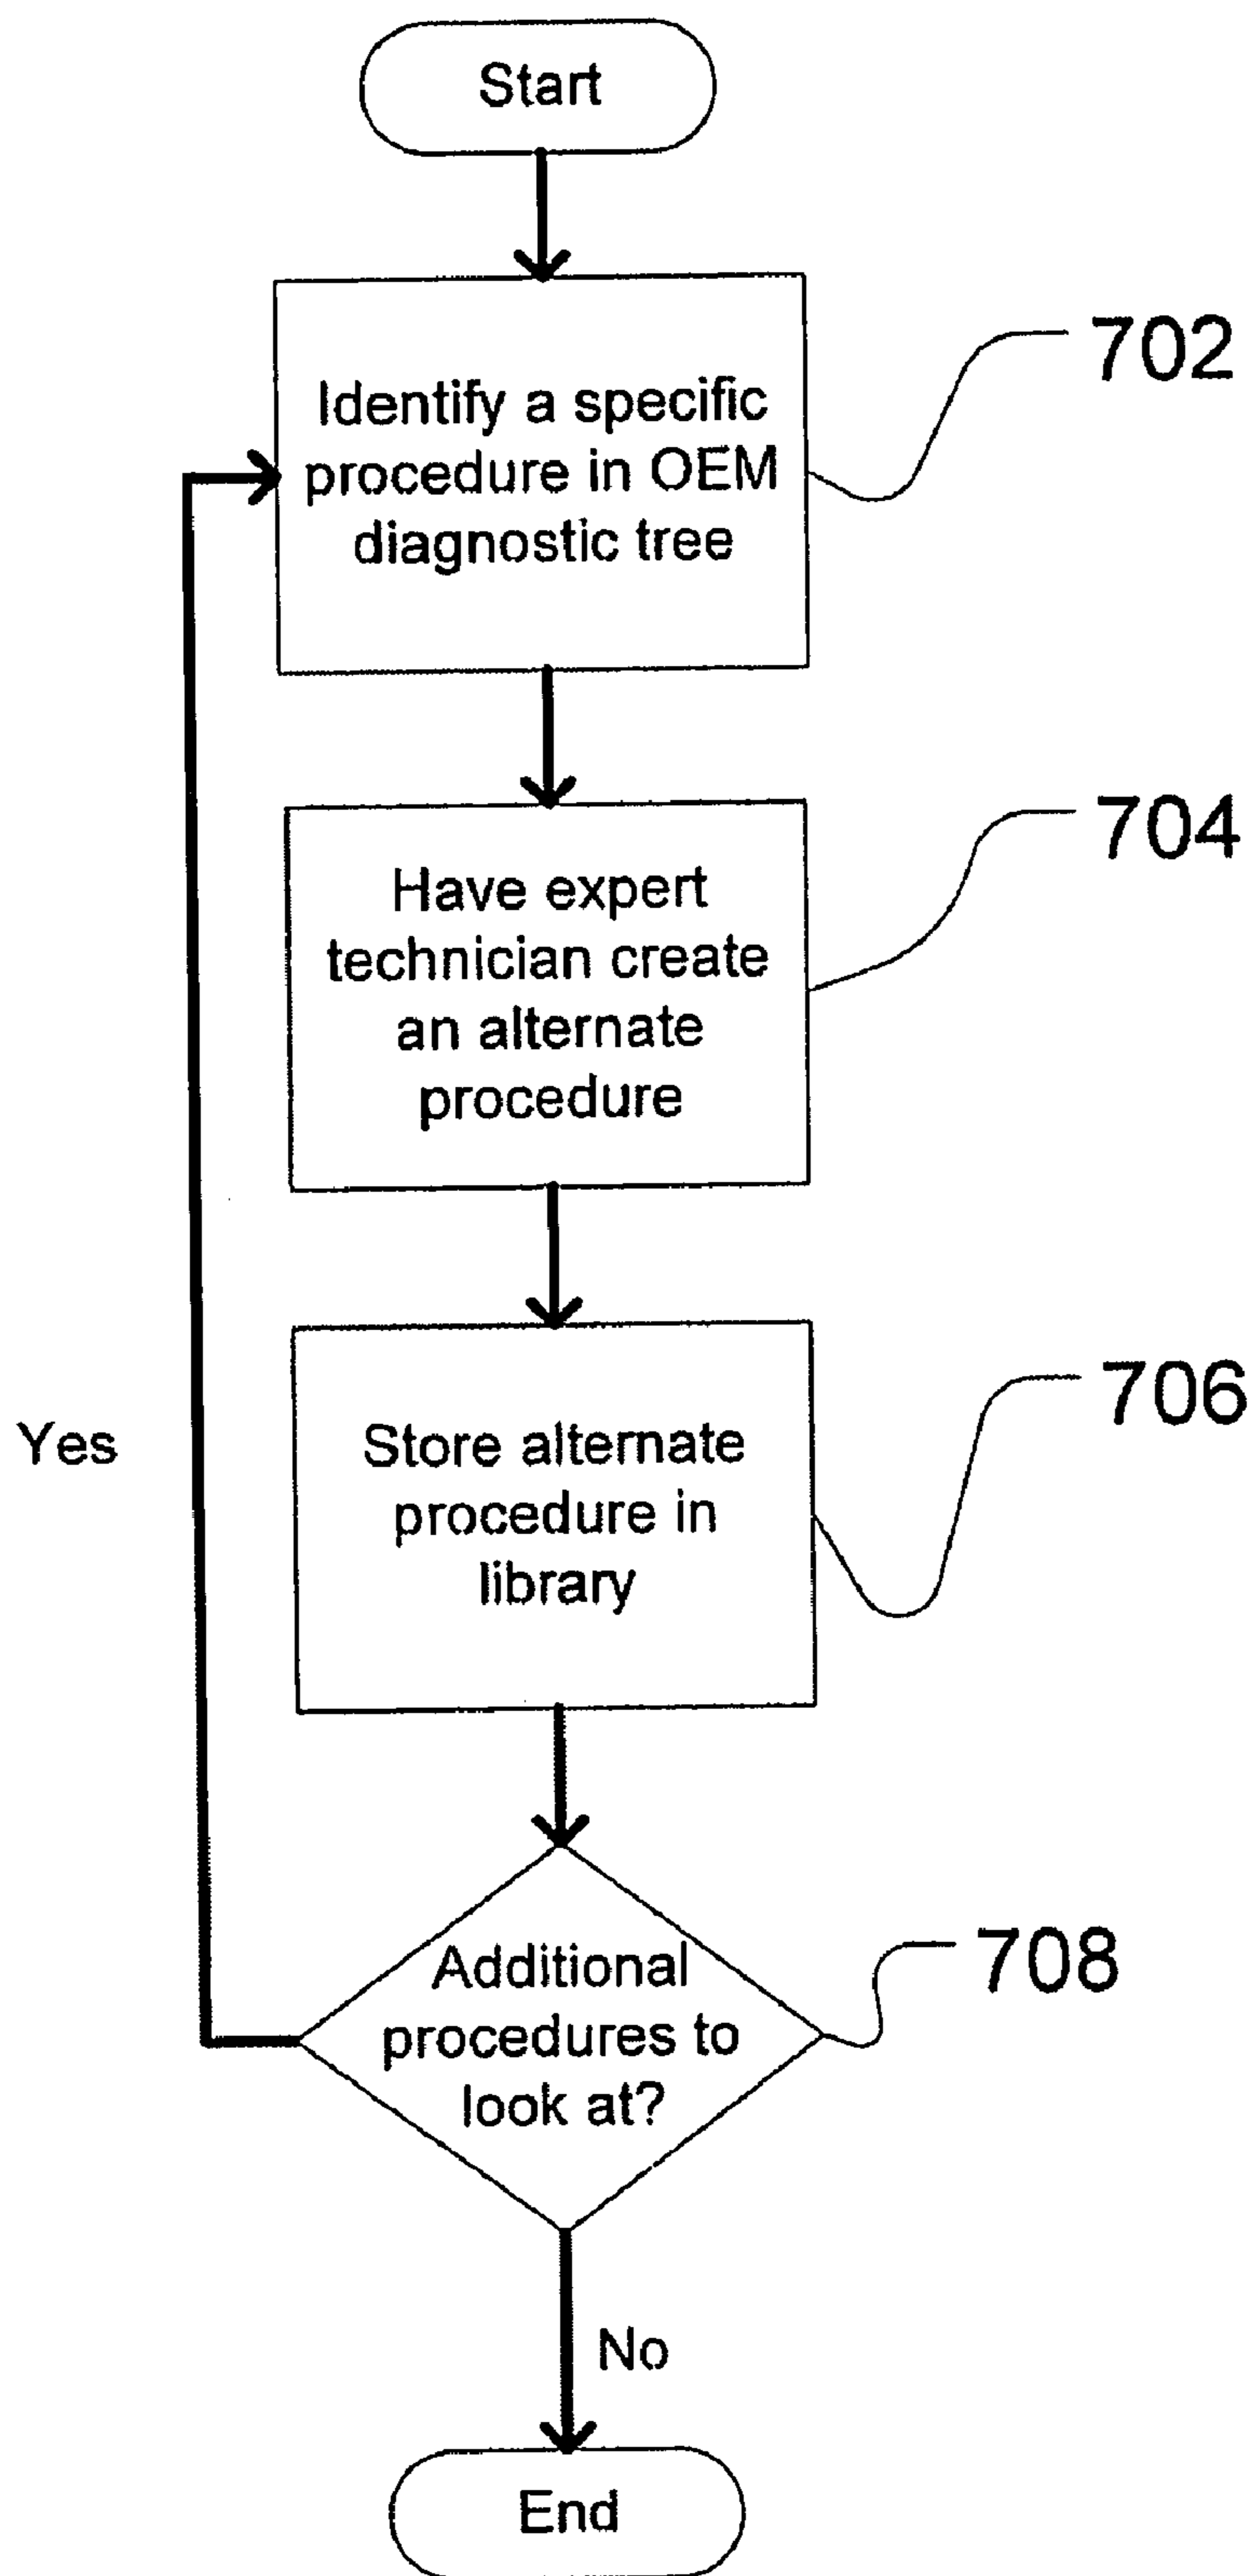 Start
Identify a specific
procedure in OEM
diagnostic tree
702
Have expert
technician create
an alternate
procedure
704
Store alternate
procedure in
library
706
Yes
Additional
procedures to
look at?
708
No
End